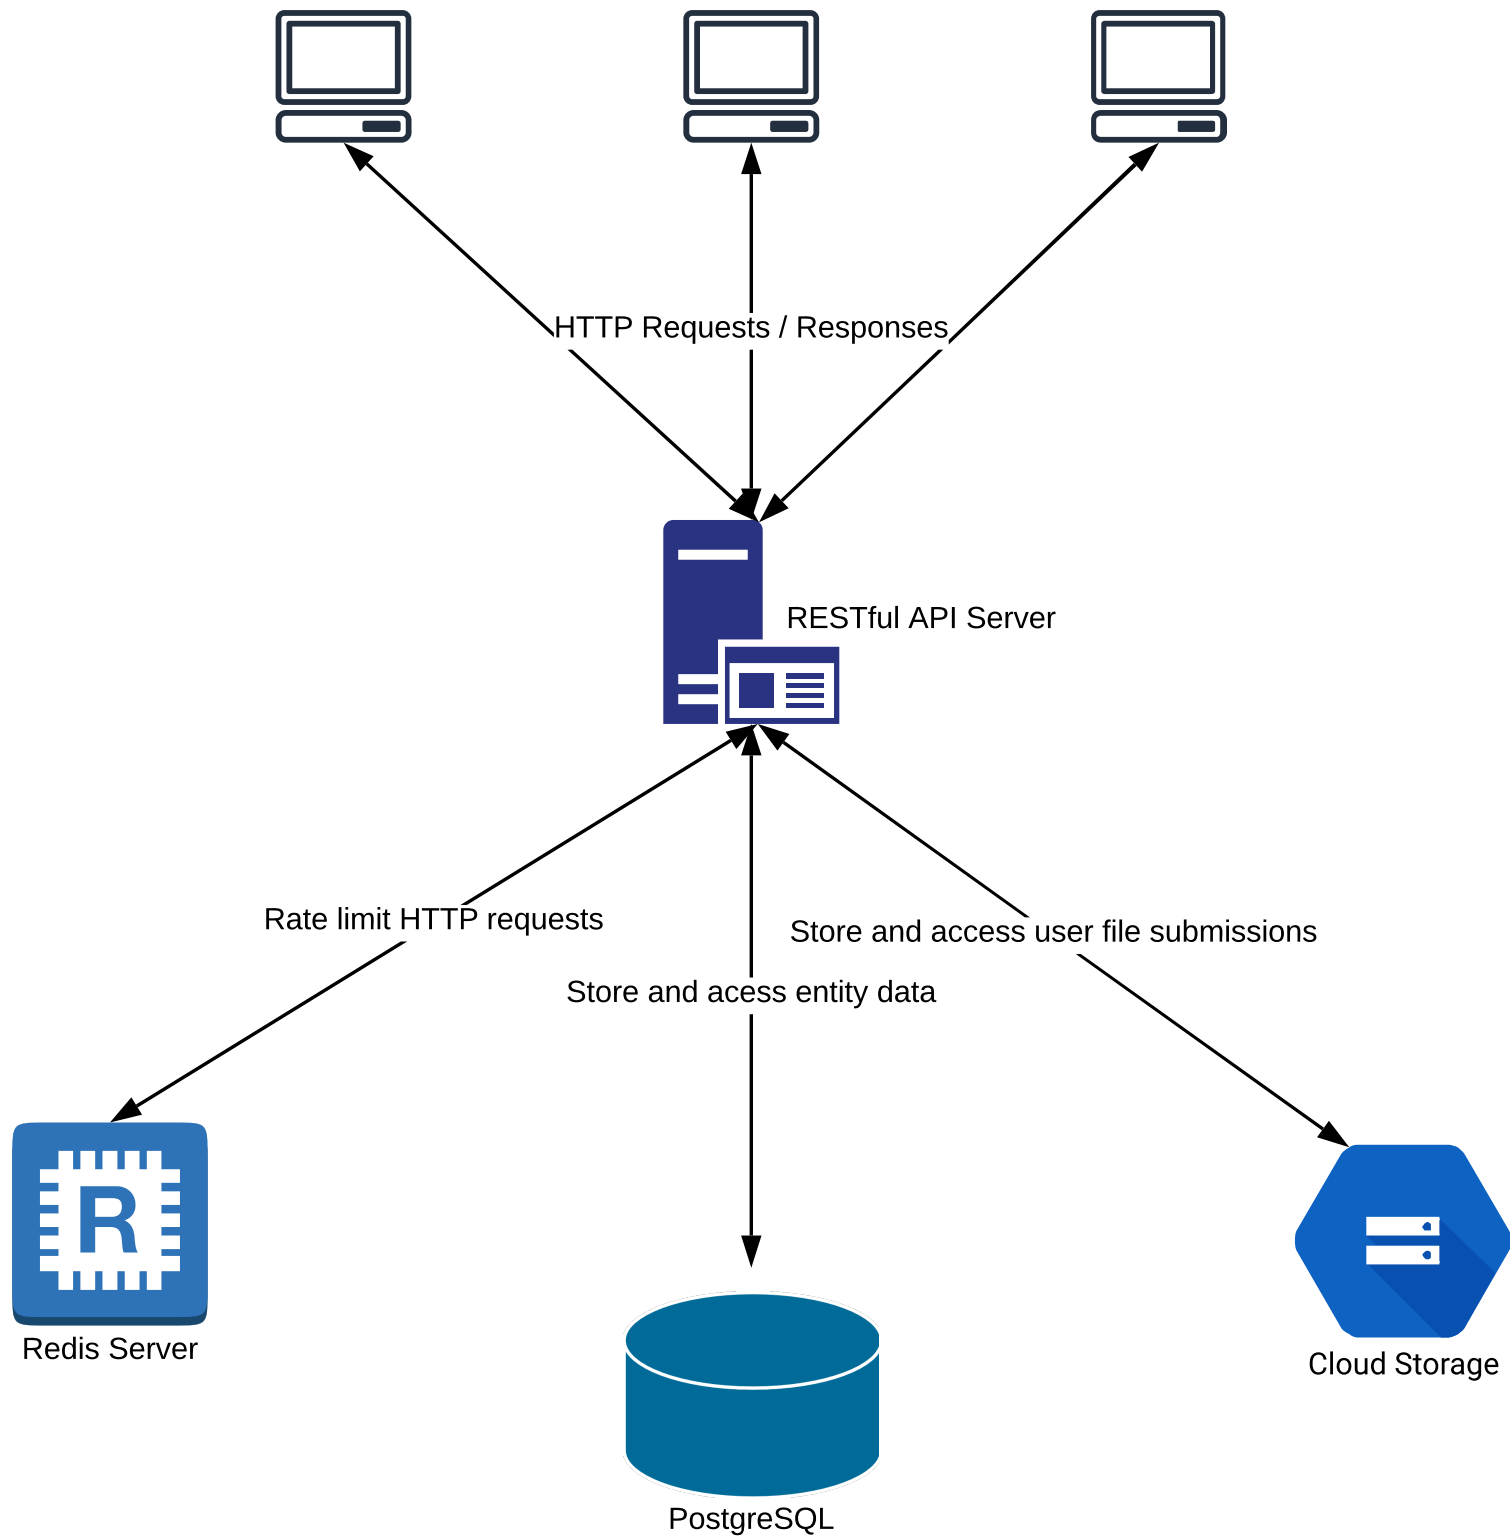 HTTP Requests / Responses
RESTful API Server
Rate limit HTTP requests
Store and access user file submissions
Store and acess entity data
R
Redis Server
Cloud Storage
PostgreSQL